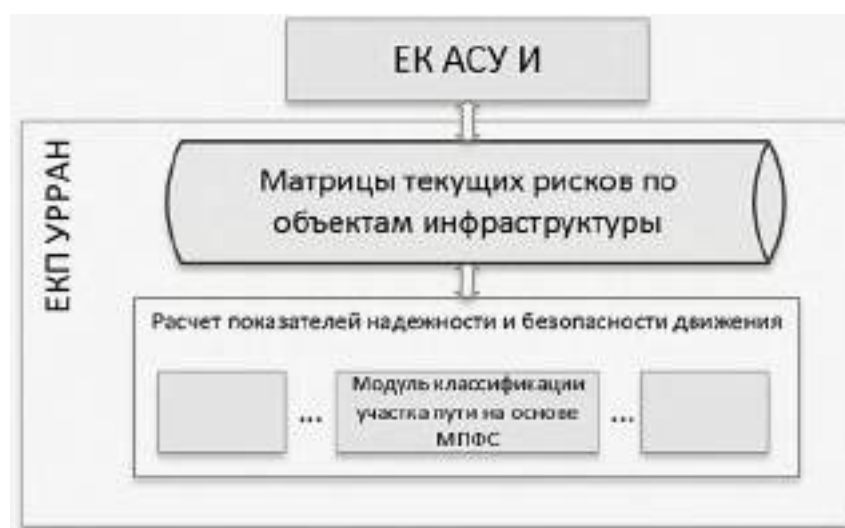 ЕК АСУ И
ЕКП УРРАН
Матрицы текущих рисков по
объектам инфраструктуры
Расчет показателей надежности и безопасности движения
... Модуль классификации ...
участка пути на основе
МПФС